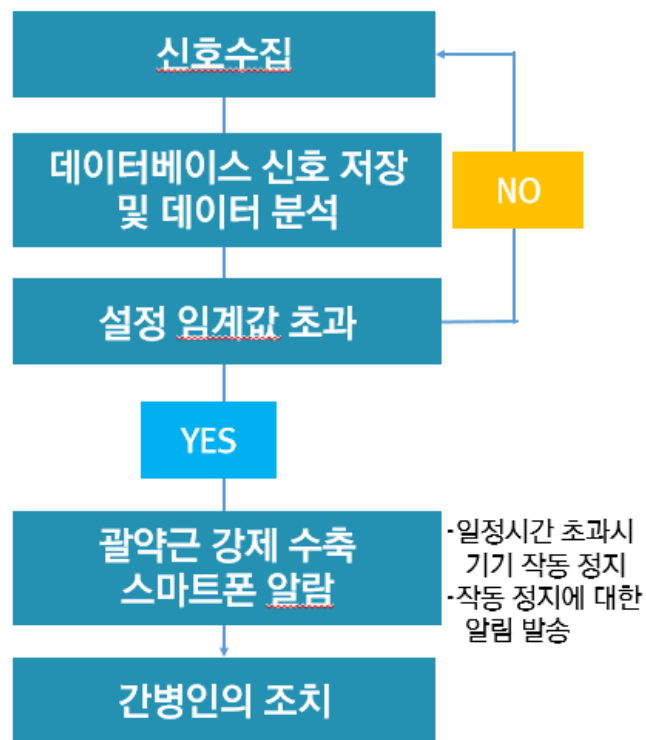 신호수집
데이터베이스 신호 저장
및 데이터 분석
NO
설정 임계값 초과
YES
괄약근 강제 수축
스마트폰 알람
-일정시간 초과시
기기 작동 정지
-작동 정지에 대한
알림 발송
간병인의 조치